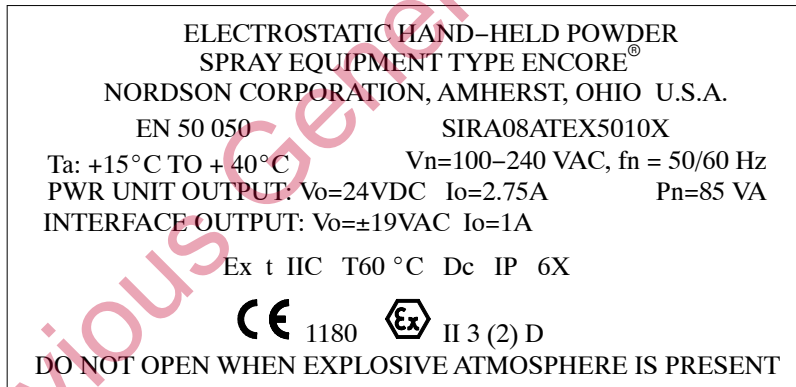 ELECTROSTATIC HAND–HELD POWDER
SPRAY EQUIPMENT TYPE ENCORE®
NORDSON CORPORATION, AMHERST, OHIO U.S.A.
EN 50 050 SIRA08ATEX5010X
Ta: +15°C TO + 40°C Vn=100–240 VAC, fn = 50/60 Hz
PWR UNIT OUTPUT: Vo=24VDC Io=2.75A Pn=85 VA
INTERFACE OUTPUT: Vo=±19VAC Io=1A
Ex t IIC T60 °C Dc IP 6X
CE 1180 Ex II 3 (2) D
DO NOT OPEN WHEN EXPLOSIVE ATMOSPHERE IS PRESENT